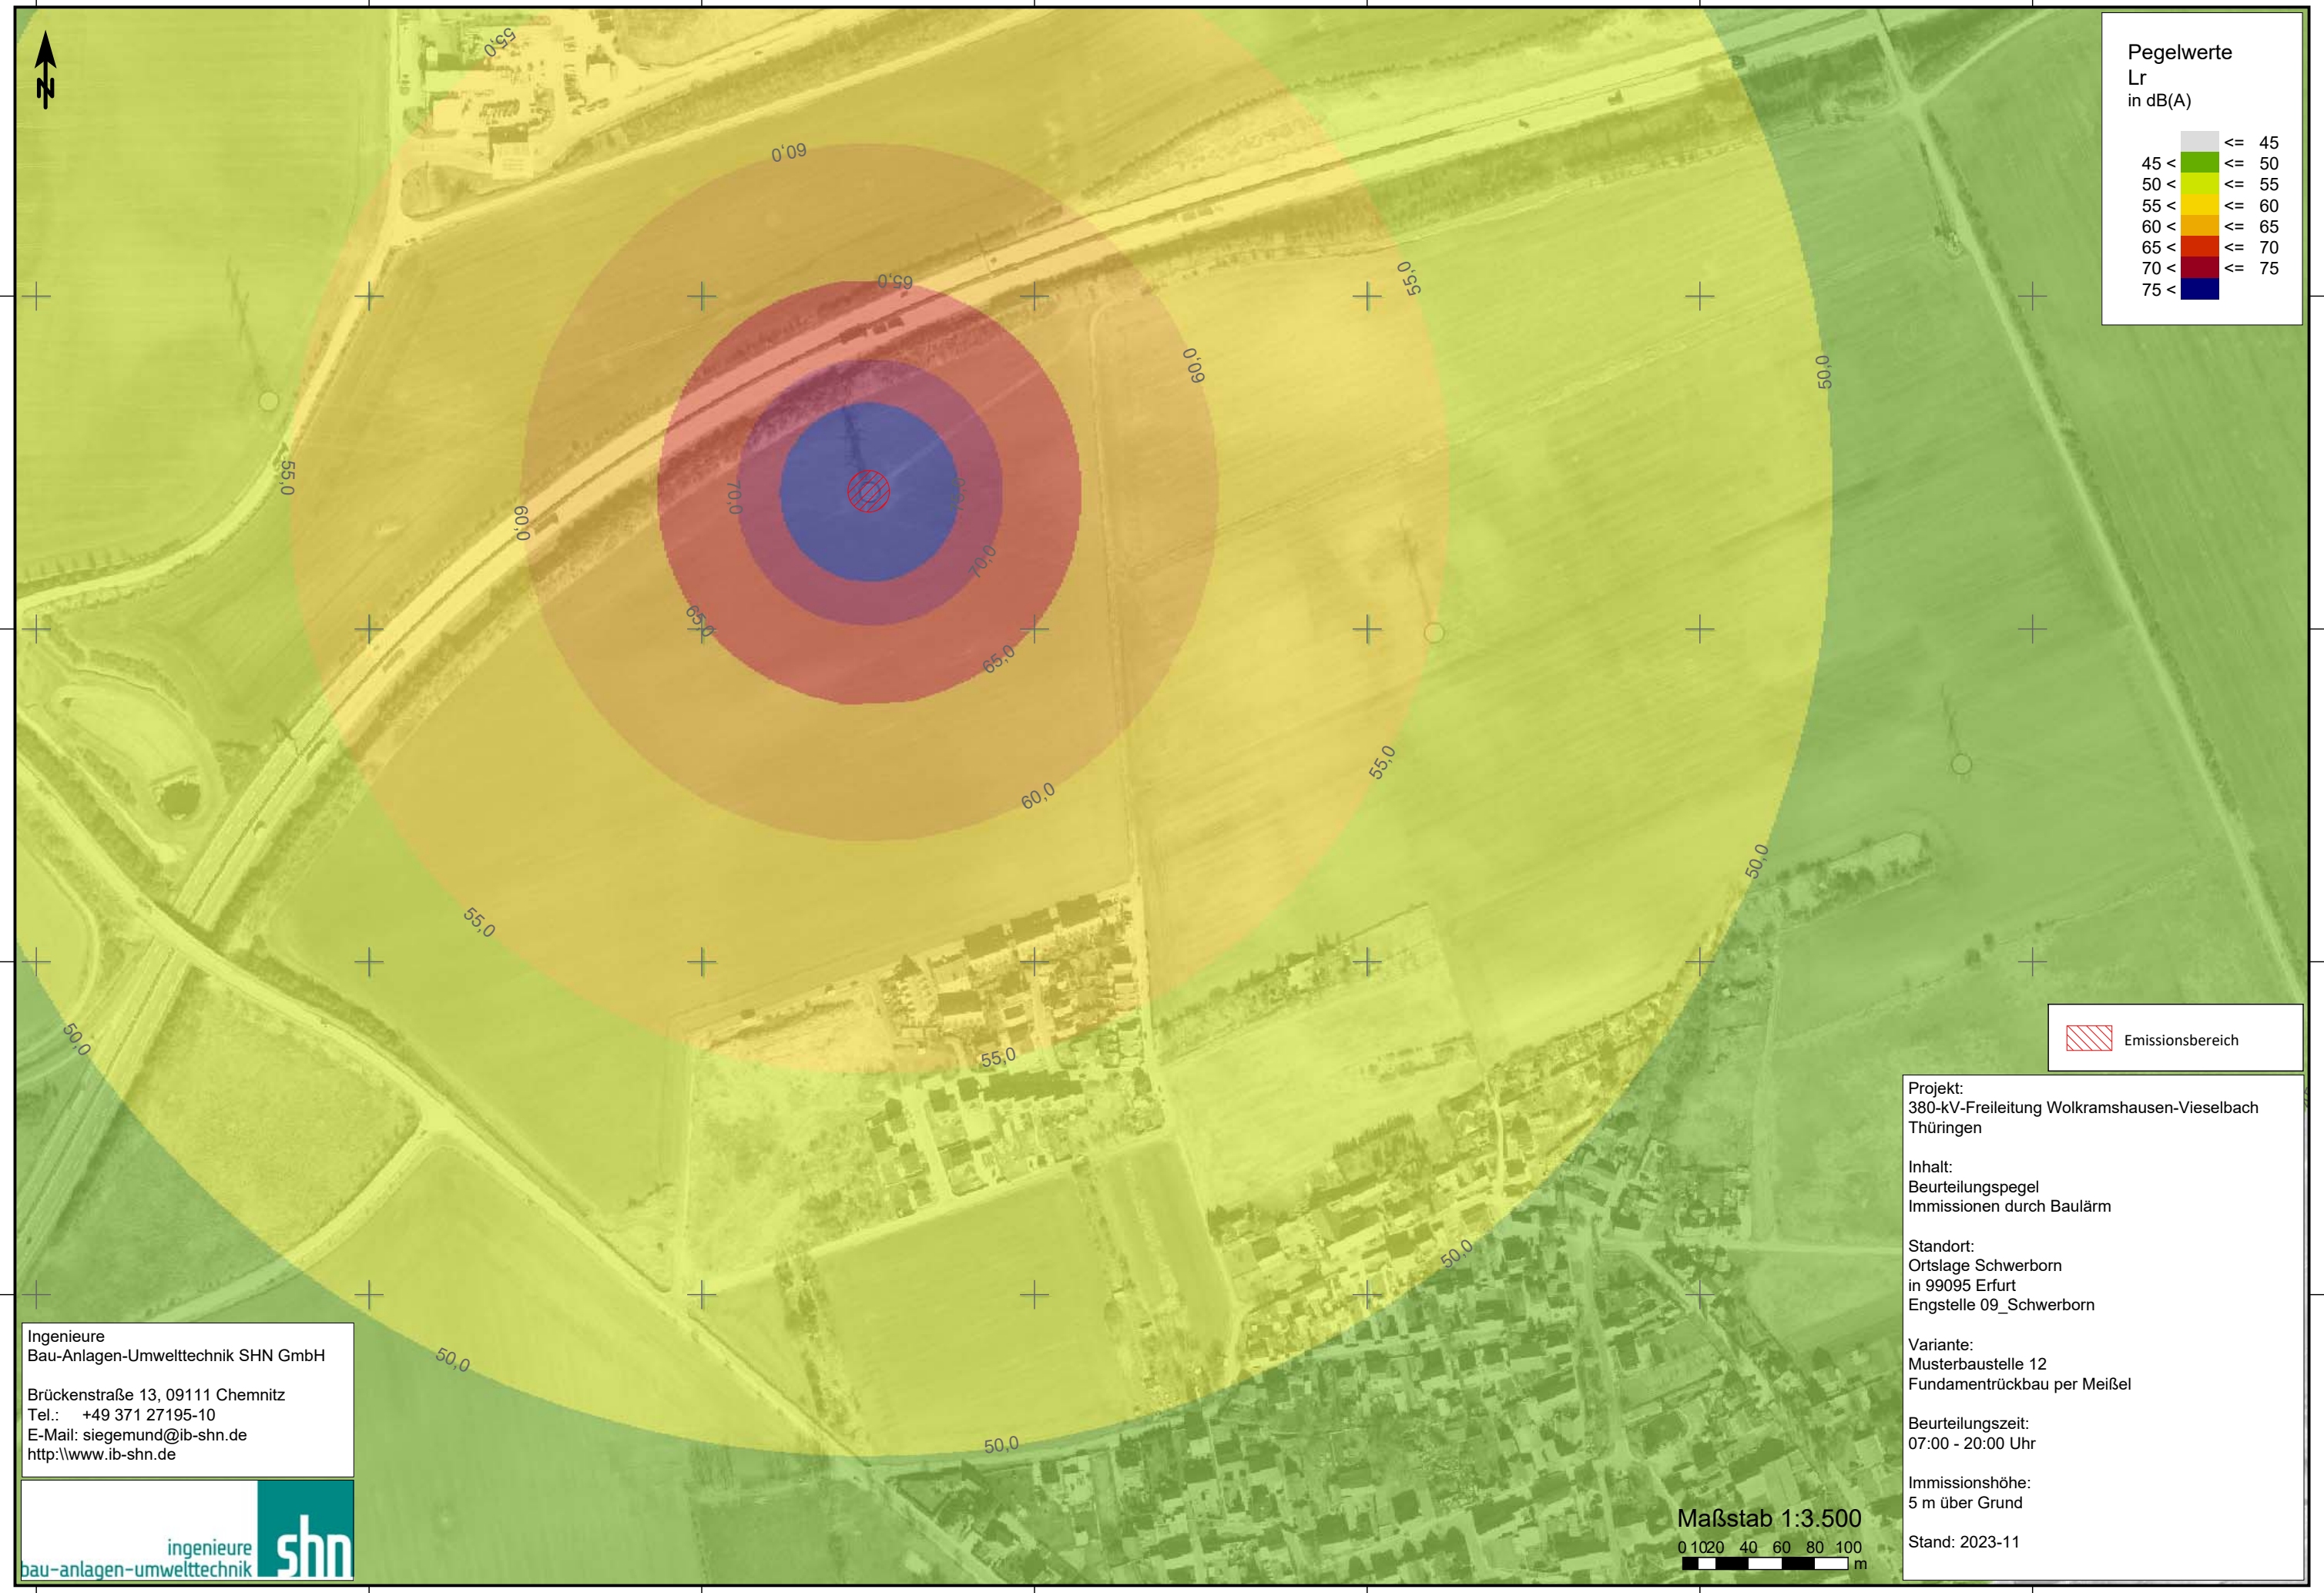 N
Pegelwerte
Lr
in dB(A)
<= 45
45 < <= 50
50 < <= 55
55 < <= 60
60 < <= 65
65 < <= 70
70 < <= 75
75 <
55,0
60,0
65,0
55,0
60,0
50,0
55,0
60,0
70,0
70,0
65,0
65,0
60,0
55,0
50,0
55,0
50,0
55,0
50,0
50,0
50,0
Emissionsbereich
Projekt:
380-kV-Freileitung Wolkramshausen-Vieselbach
Thüringen
Inhalt:
Beurteilungspegel
Immissionen durch Baulärm
Standort:
Ortslage Schwerborn
in 99095 Erfurt
Engstelle 09_Schwerborn
Variante:
Musterbaustelle 12
Fundamentrückbau per Meißel
Beurteilungszeit:
07:00 - 20:00 Uhr
Immissionshöhe:
5 m über Grund
Stand: 2023-11
Maßstab 1:3.500
0 10 20 40 60 80 100
m
Ingenieure
Bau-Anlagen-Umwelttechnik SHN GmbH
Brückenstraße 13, 09111 Chemnitz
Tel.: +49 371 27195-10
E-Mail: siegemund@ib-shn.de
http:\\www.ib-shn.de
ingenieure
bau-anlagen-umwelttechnik
shn